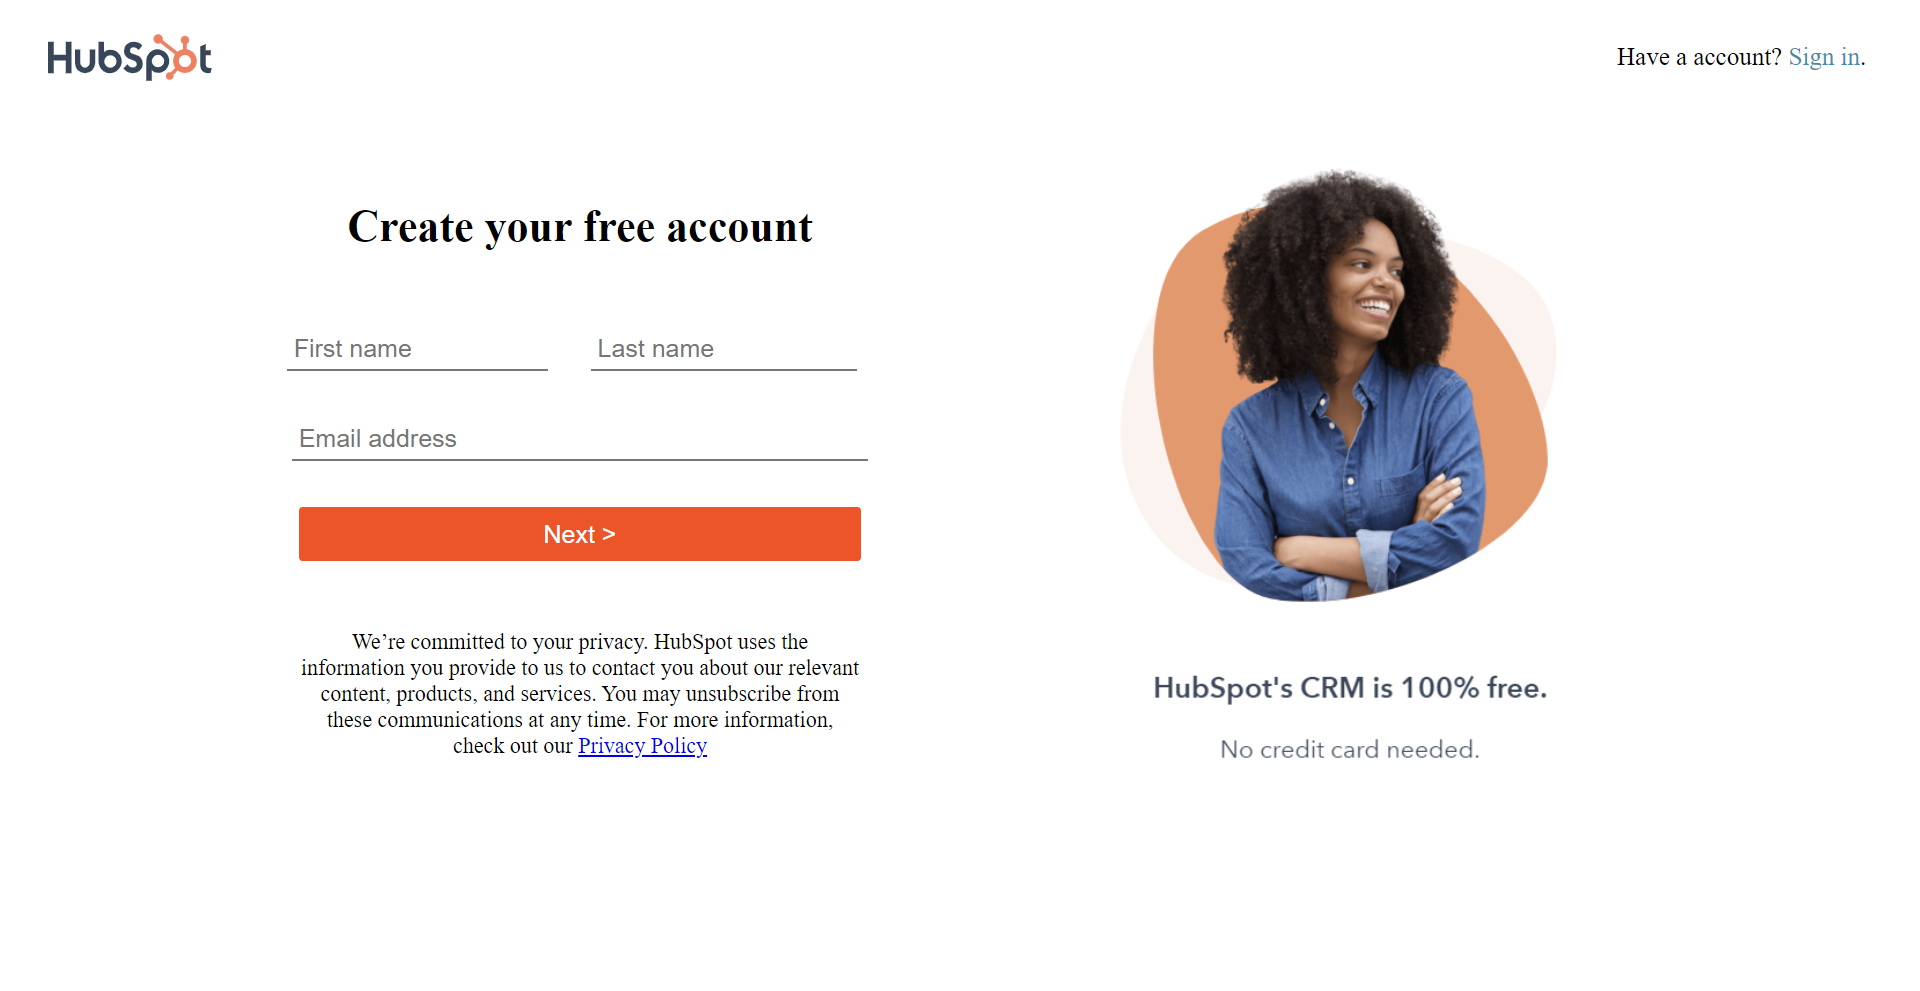 HubSpot
Have a account? Sign in.
Create your free account
First name
Last name
Email address
Next >
We’re committed to your privacy. HubSpot uses the
information you provide to us to contact you about our relevant
content, products, and services. You may unsubscribe from
these communications at any time. For more information,
check out our Privacy Policy
HubSpot's CRM is 100% free.
No credit card needed.